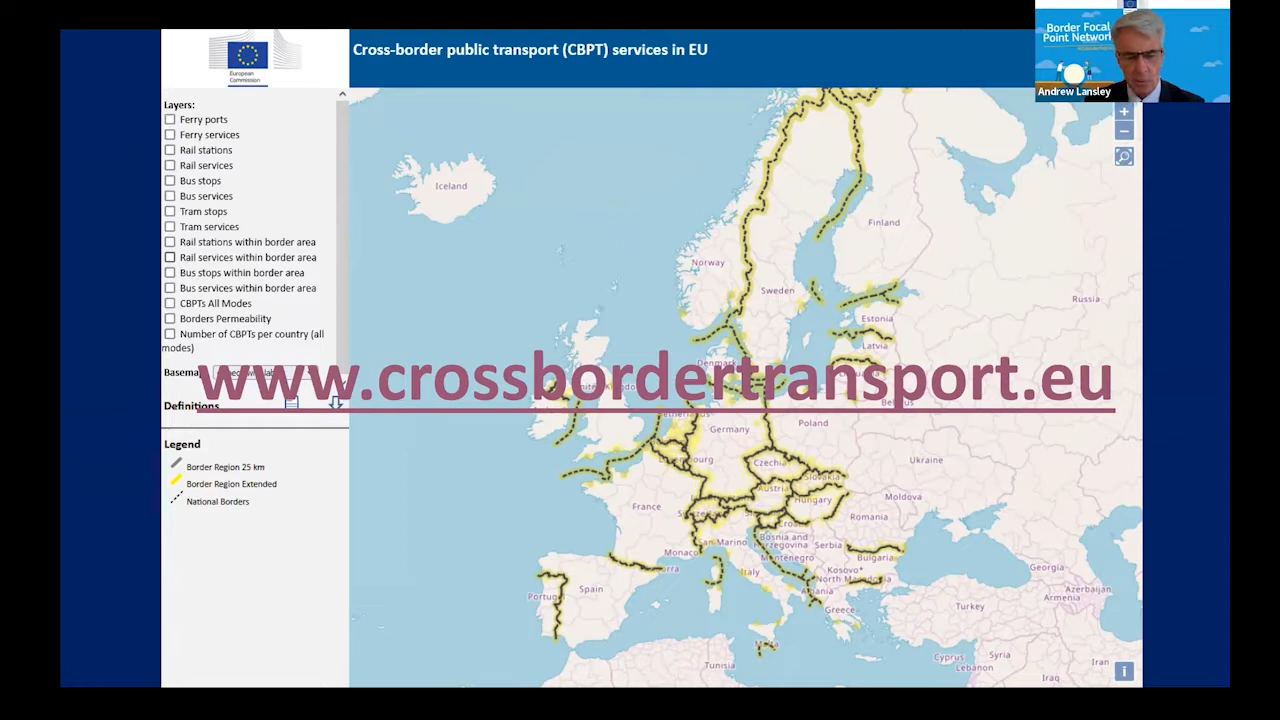 Cross-border public transport (CBPT) services in EU
European
Commission
Border Focal
Point Network
Andrew Lansley
Layers:
Ferry ports
Ferry services
Rail stations
Rail services
Bus stops
Bus services
Tram stops
Tram services
Rail stations within border area
Rail services within border area
Bus stops within border area
Bus services within border area
CBPTs All Modes
Borders Permeability
Number of CBPTs per country (all
modes)
Definitions
Legend
Border Region 25 km
Border Region Extended
National Borders
www.crossbordertransport.eu
Iceland
Finland
Norway
Sweden
Russia
Estonia
Latvia
Denmark
Poland
Germany
Ukraine
Czechia
Slovakia
Austria
Hungary
Moldova
France
Romania
San Marino
Bosnia and
Herzegovina
Serbia
Monaco
Montenegro
Bulgaria
Italy
Kosovo*
North Macedonia
Georgia
Azerbaijan
Armenia
Spain
Portugal
Albania
Greece
Turkey
Malta
Tunisia
Cyprus
Syria
Lebanon
Iran
Iraq
+
−
i